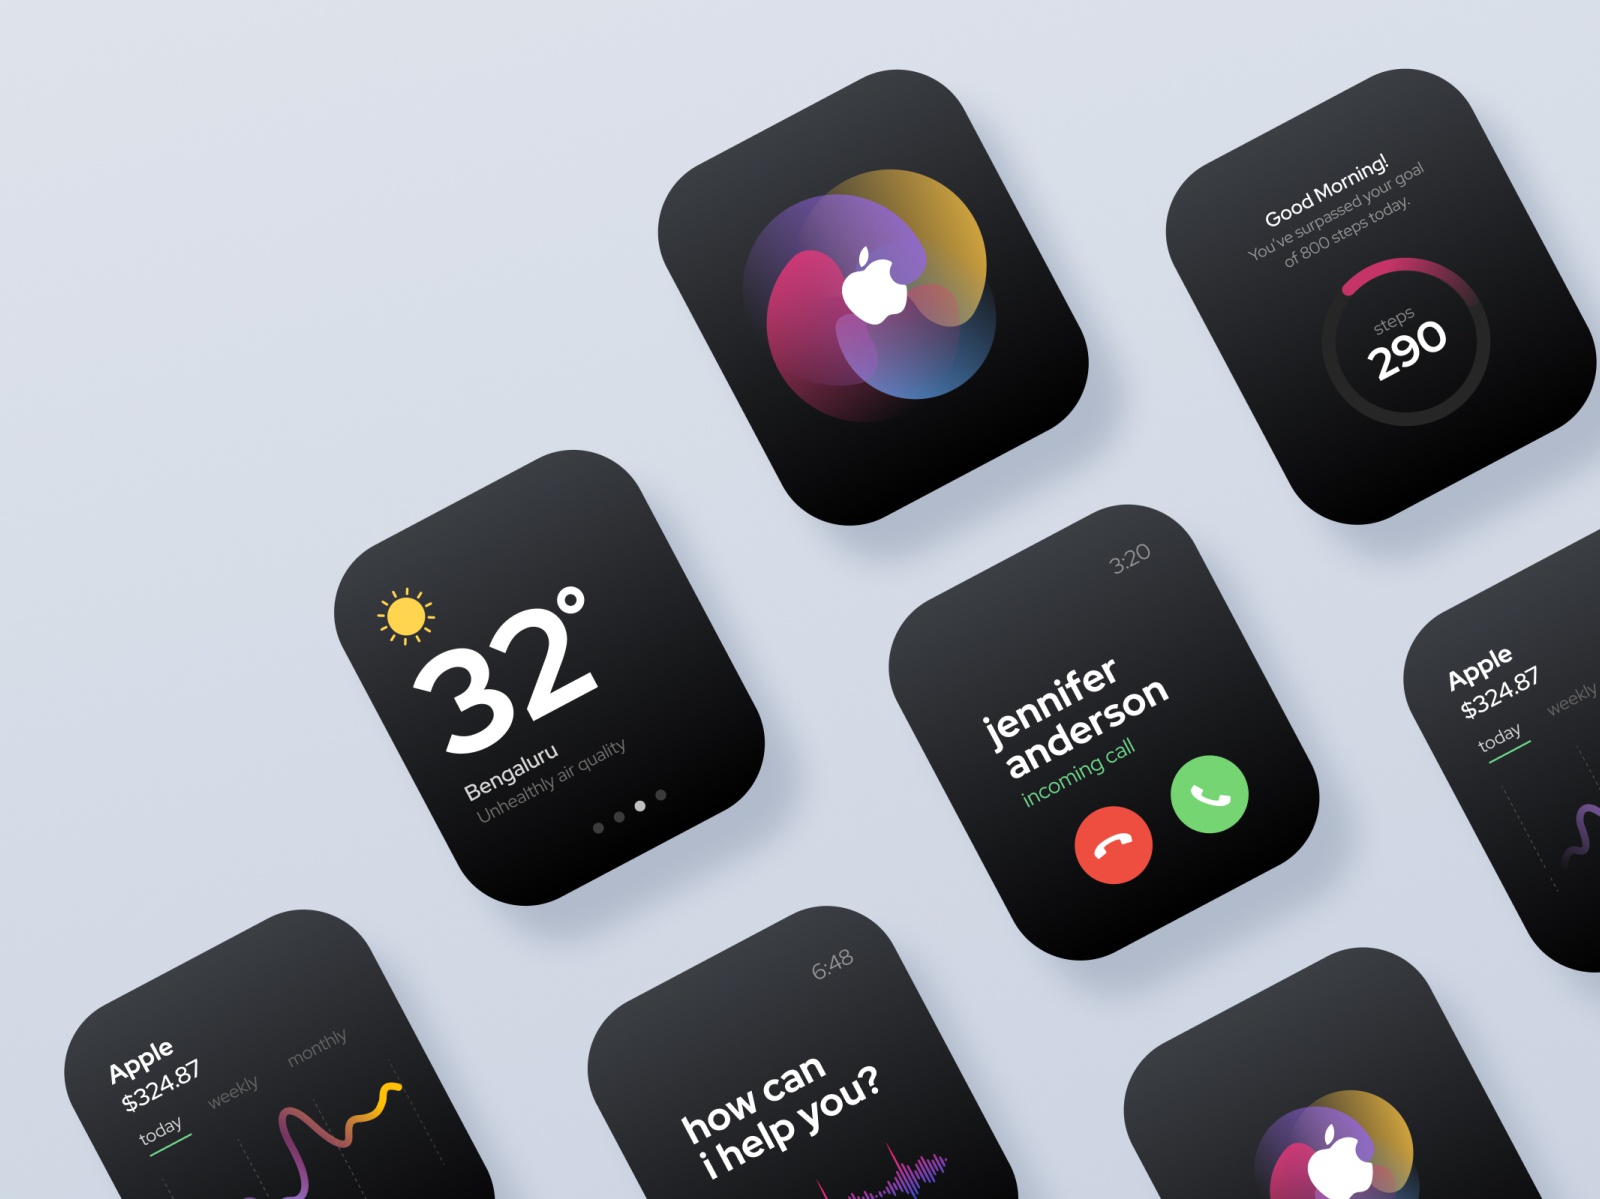 Good Morning!
You've surpassed your goal
of 800 steps today.
steps
290
32°
Bengaluru
Unhealthly air quality
3:20
jennifer
anderson
incoming call
Apple
$324.87
today
weekly
Apple
$324.87
today
weekly
monthly
6:48
how can
i help you?